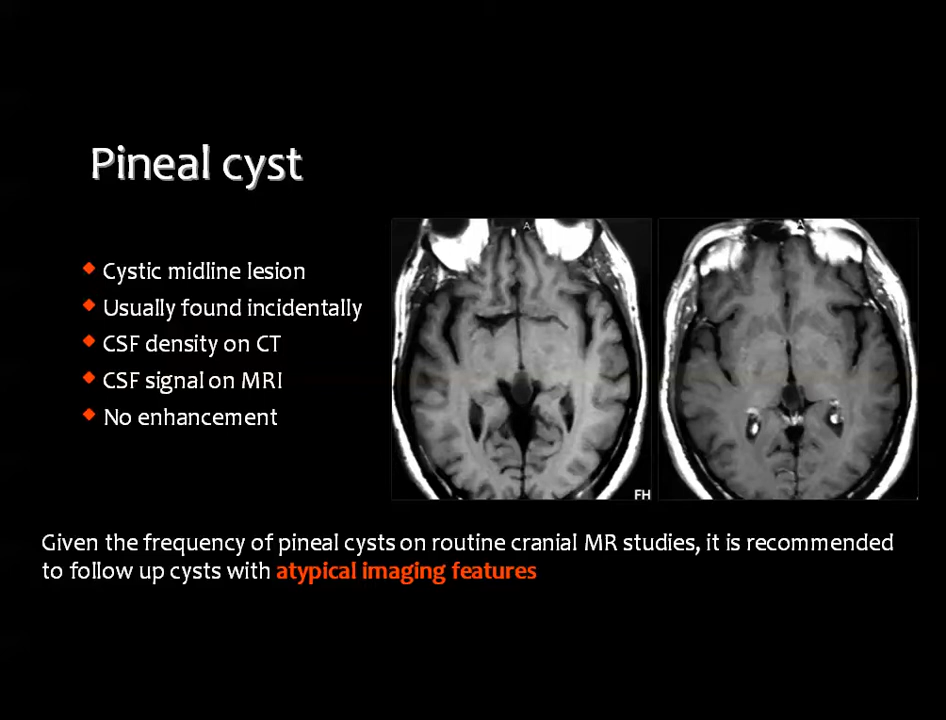 Pineal cyst
Cystic midline lesion
Usually found incidentally
CSF density on CT
CSF signal on MRI
No enhancement
A
A
FH
Given the frequency of pineal cysts on routine cranial MR studies, it is recommended
to follow up cysts with atypical imaging features